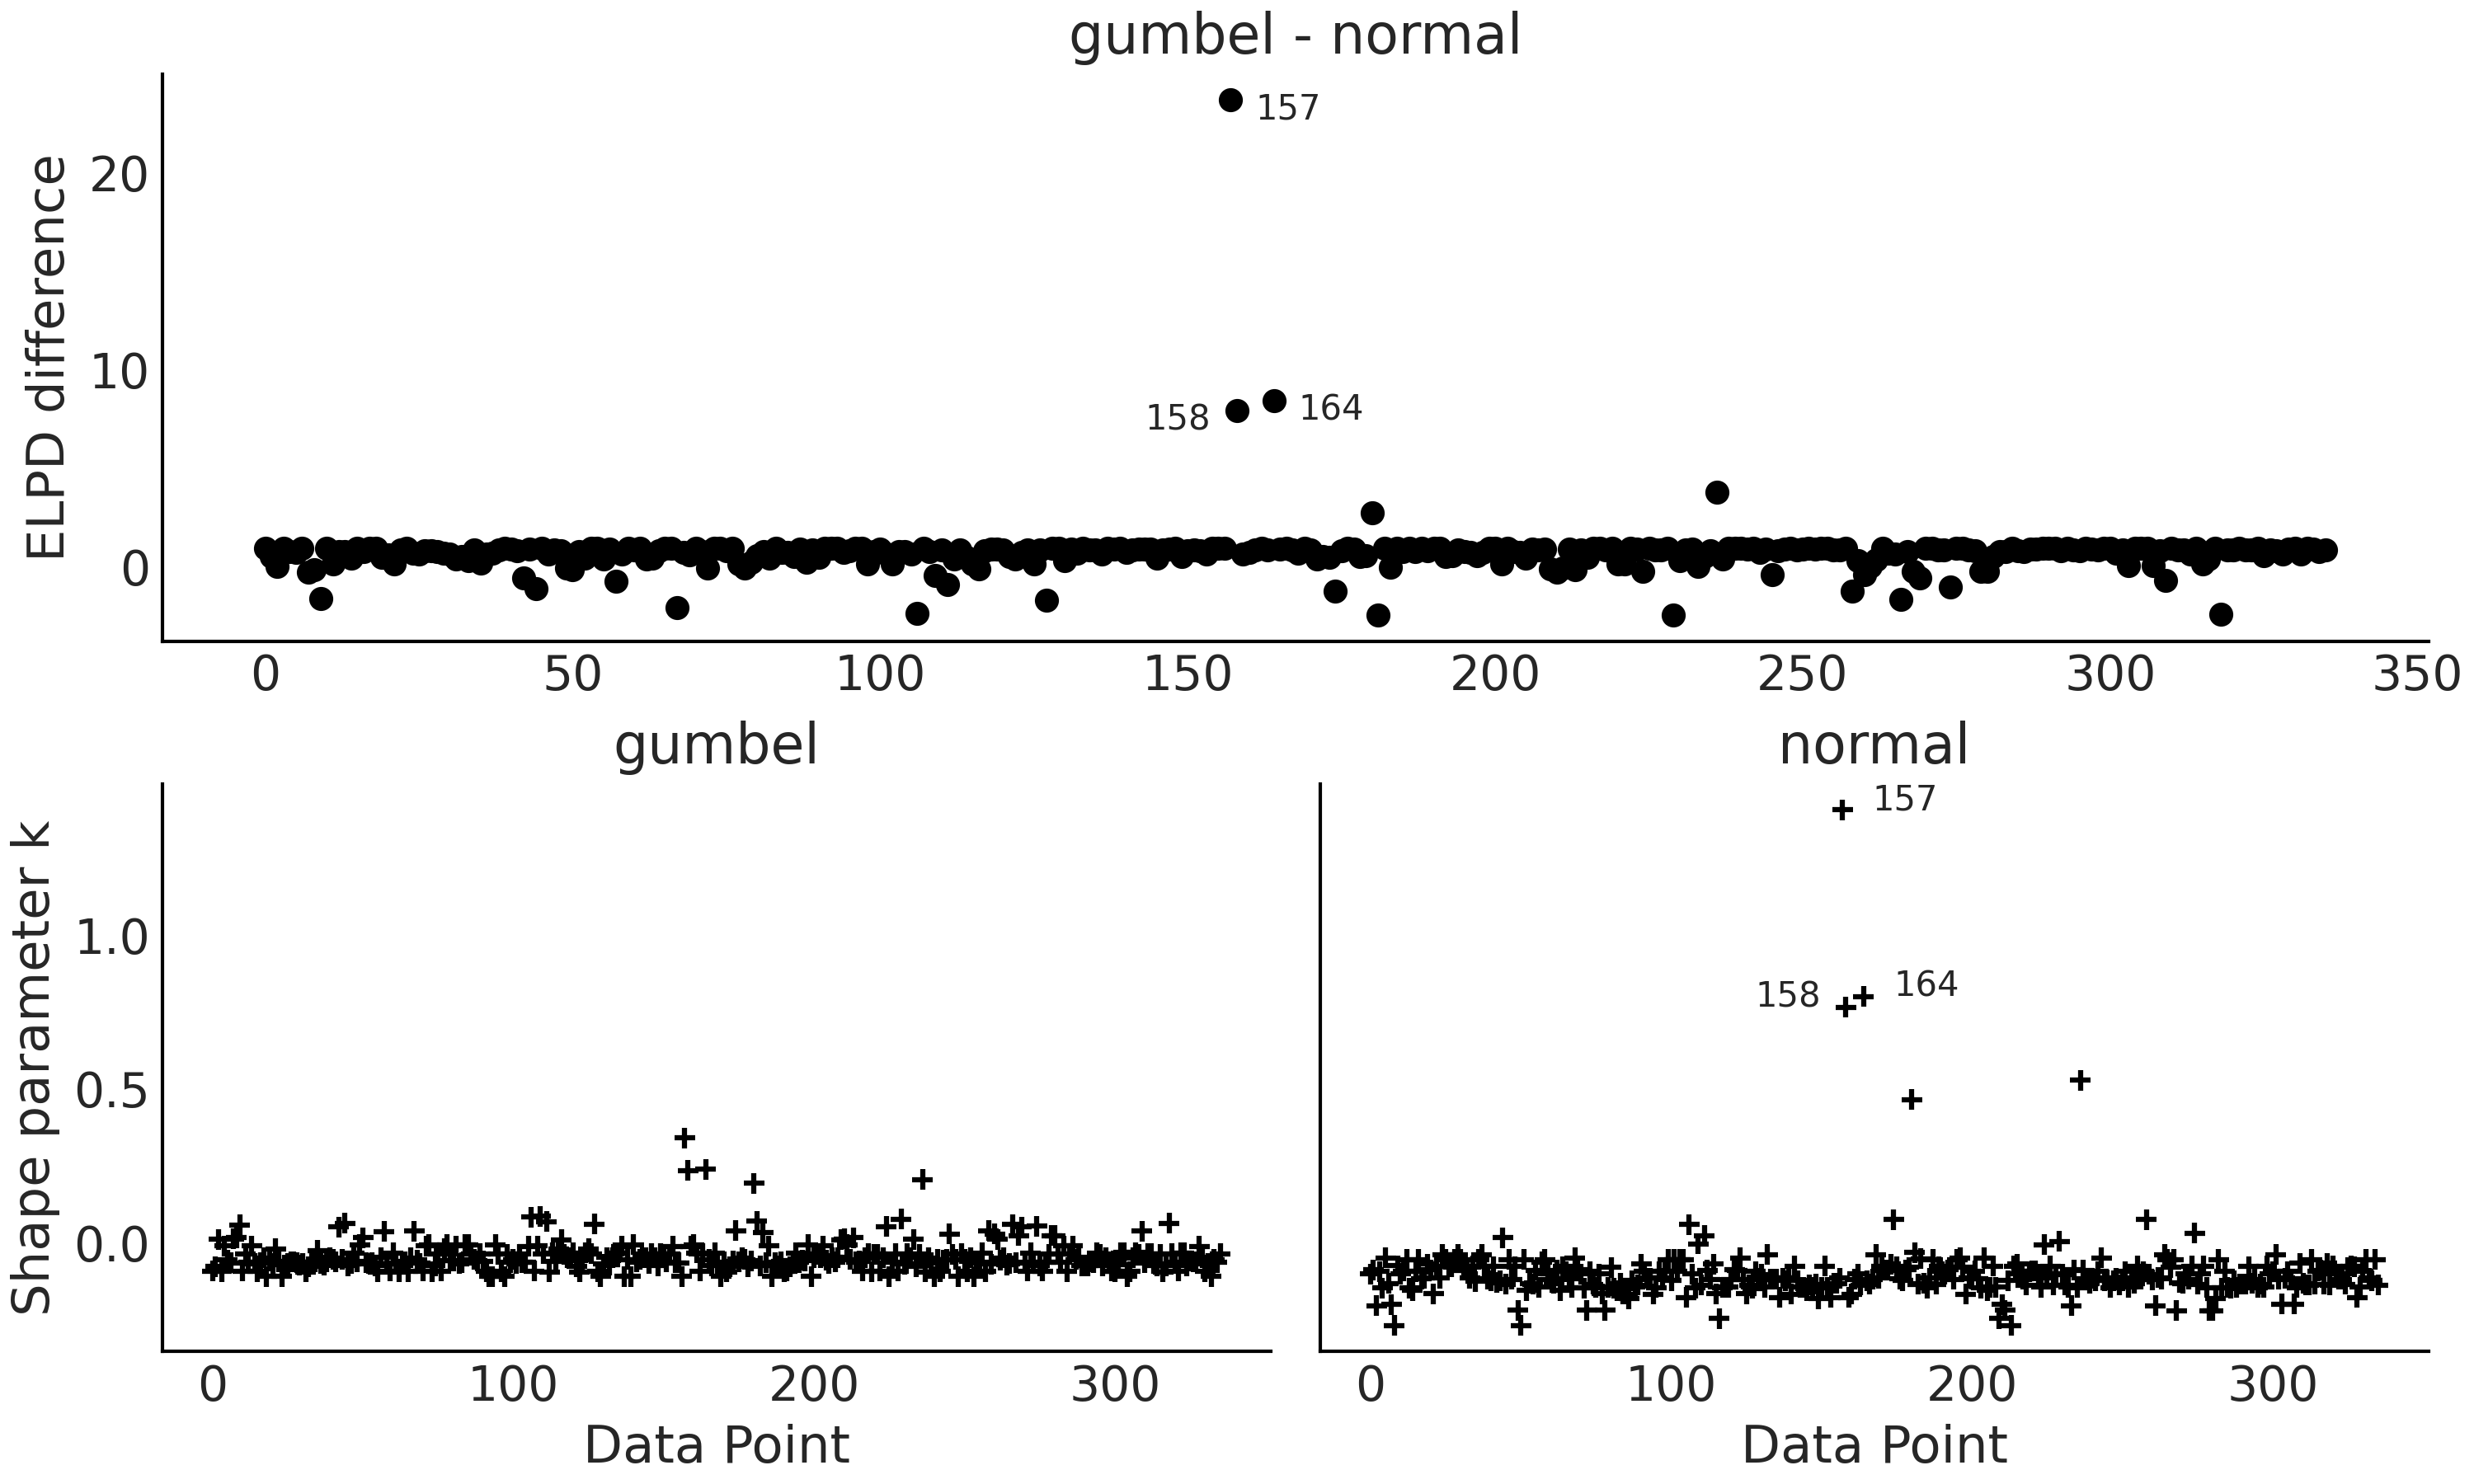 gumbel - normal
ELPD difference
20
10
0
157
158
164
0 50 100 150 200 250 300 350
gumbel
normal
Shape parameter k
1.0
0.5
0.0
157
158
164
0 100 200 300
0 100 200 300
Data Point
Data Point